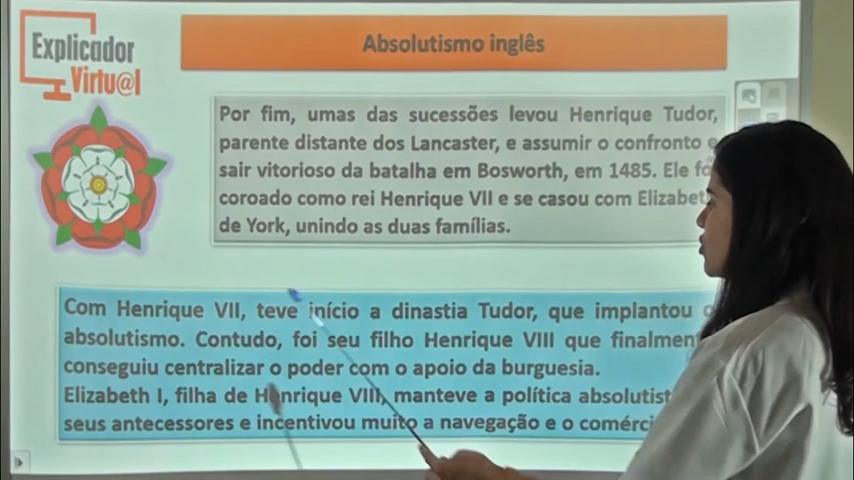 Explicador
Virtu@l
Absolutismo inglês
Por fim, umas das sucessões levou Henrique Tudor,
parente distante dos Lancaster, e assumir o confronto e
sair vitorioso da batalha em Bosworth, em 1485. Ele
coroado como rei Henrique VII e se casou com
de York, unindo as duas famílias.
Com Henrique VII, teve início a dinastia Tudor, que implantou
absolutismo. Contudo, foi seu filho Henrique VIII que
conseguiu centralizar o poder com o apoio da burguesia.
Elizabeth I, filha de Henrique VIII, manteve a política
seus antecessores e incentivou muito a navegação e o